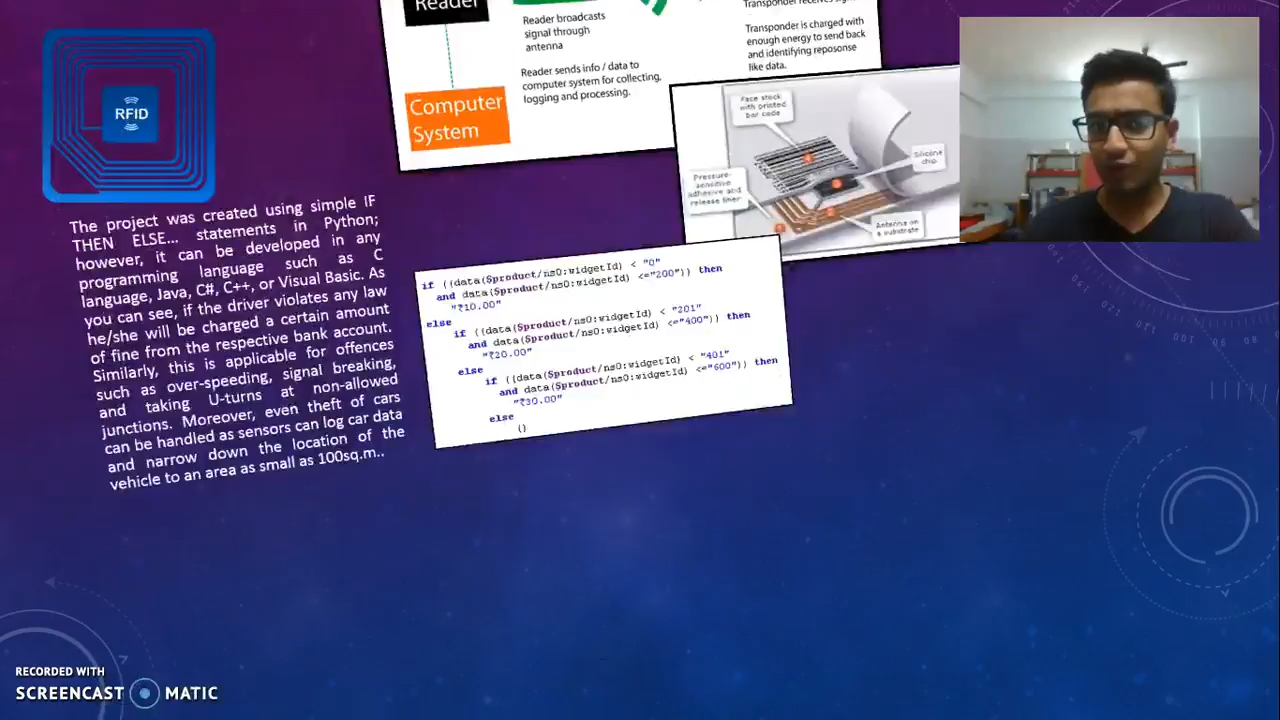 Reader
Reader broadcasts
signal through
antenna
Reader sends info / data to
computer system for collecting,
logging and processing.
Computer
System
Transponder receives
Transponder is charged with
enough energy to send back
and identifying reposonse
like data.
RFID
Face stock
with printed
bar code
Silicone
chip
Pressure-
sensitive
adhesive and
release liner
Antenna on
a substrate
The project was created using simple IF
THEN ELSE... statements in Python;
however, it can be developed in any
programming language such as C
language, Java, C#, C++, or Visual Basic. As
you can see, if the driver violates any law
he/she will be charged a certain amount
of fine from the respective bank account.
Similarly, this is applicable for offences
such as over-speeding, signal breaking,
and taking U-turns at non-allowed
junctions. Moreover, even theft of cars
can be handled as sensors can log car data
and narrow down the location of the
vehicle to an area as small as 100sq.m..
if ((data($product/ns0:widgetId) < "0"
and data($product/ns0:widgetId) <="200")) then
"₹10.00"
else
if ((data($product/ns0:widgetId) < "201"
and data($product/ns0:widgetId) <="400")) then
"₹20.00"
else
if ((data($product/ns0:widgetId) < "401"
and data($product/ns0:widgetId) <="600")) then
"₹30.00"
else
()
RECORDED WITH
SCREENCAST MATIC